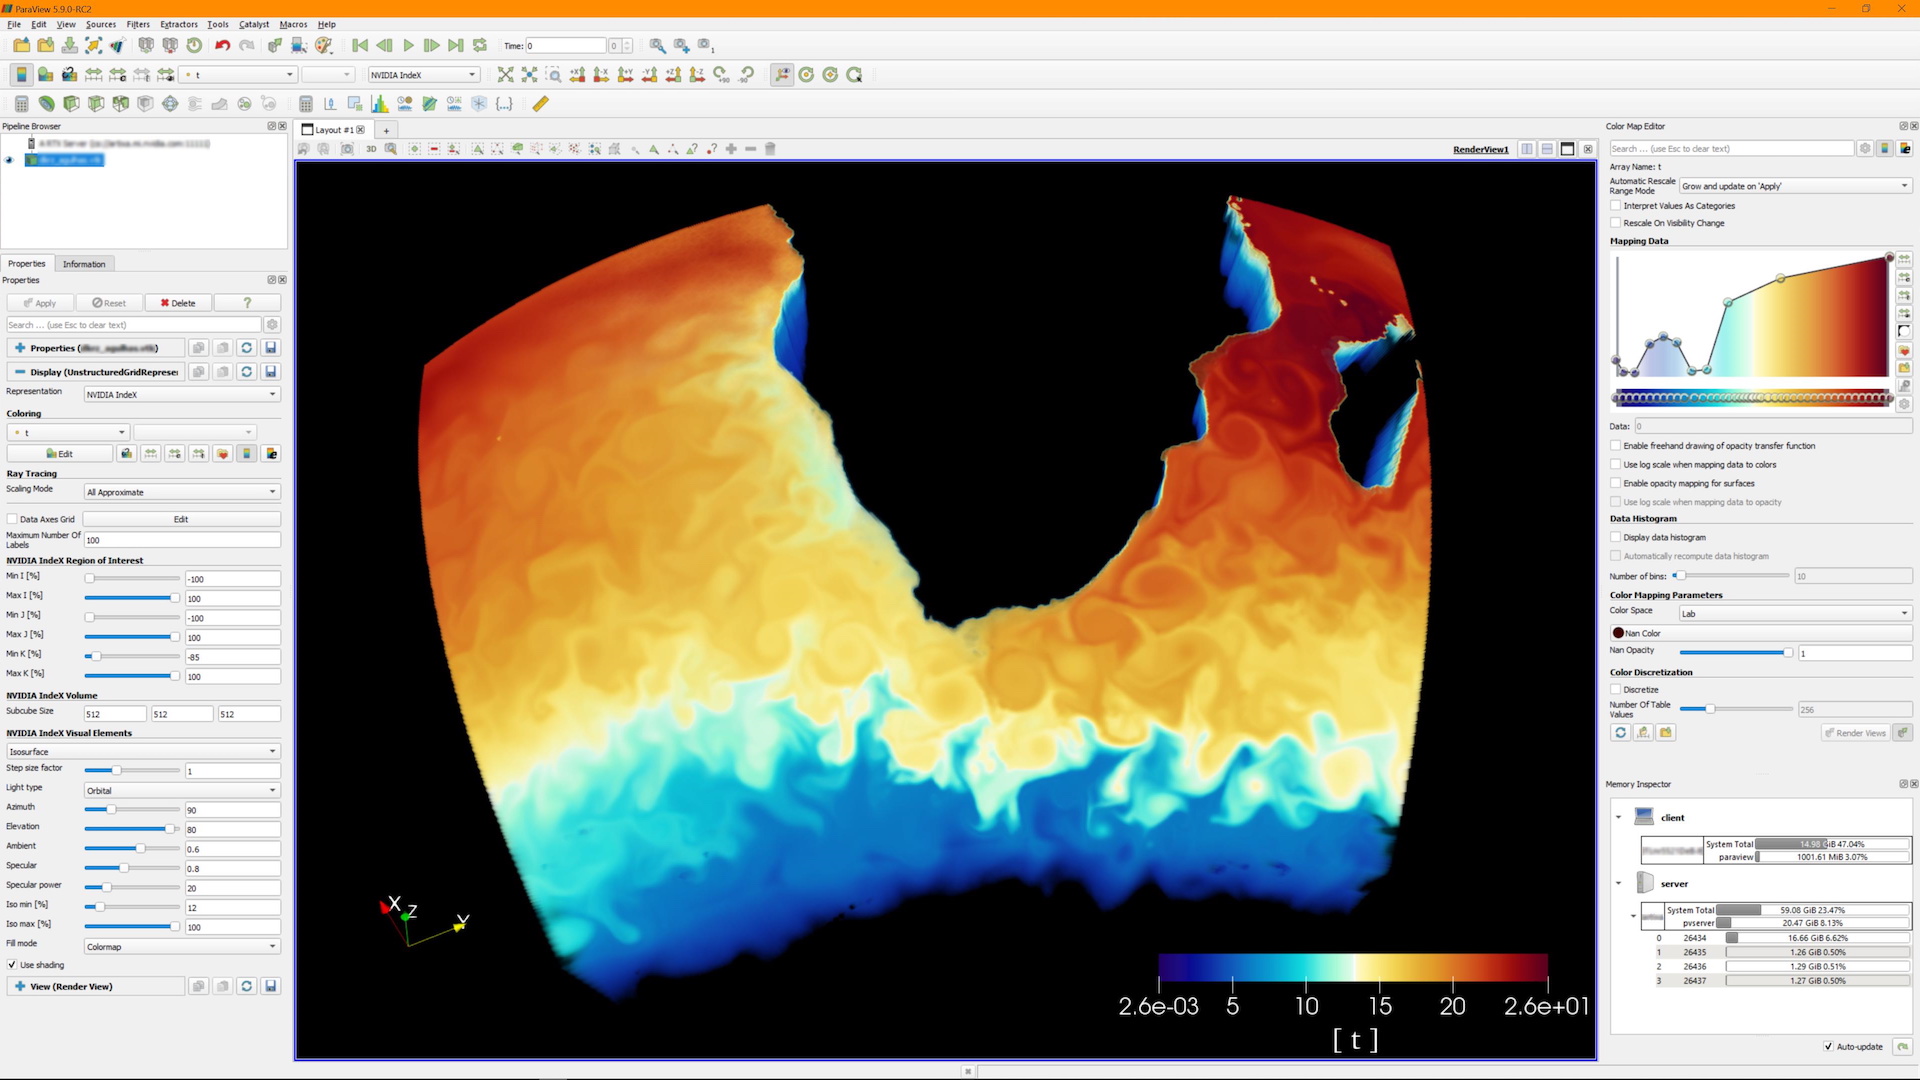 ParaView 5.9.0-RC2
File Edit View Sources Filters Extractors Tools Catalyst Macros Help
Time: 0 0
t NVIDIA IndeX
Pipeline Browser
Properties Information
Properties
Apply Reset Delete ?
Search ... (use Esc to clear text)
Properties (
Display (UnstructuredGridRepreser
Representation NVIDIA IndeX
Coloring
t
Edit
Ray Tracing
Scaling Mode All Approximate
Data Axes Grid Edit
Maximum Number Of Labels 100
NVIDIA IndeX Region of Interest
Min I [%] -100
Max I [%] 100
Min J [%] -100
Max J [%] 100
Min K [%] -85
Max K [%] 100
NVIDIA IndeX Volume
Subcube Size 512 512 512
NVIDIA IndeX Visual Elements
Isosurface
Step size factor 1
Light type Orbital
Azimuth 90
Elevation 80
Ambient 0.6
Specular 0.8
Specular power 20
Iso min [%] 12
Iso max [%] 100
Fill mode Colormap
Use shading
View (Render View)
Layout #1 +
3D RenderView1
X Z Y
2.6e-03 5 10 15 20 2.6e+01
[ t ]
Color Map Editor
Search ... (use Esc to clear text)
Array Name: t
Automatic Rescale Range Mode Grow and update on 'Apply'
Interpret Values As Categories
Rescale On Visibility Change
Mapping Data
Data: 0
Enable freehand drawing of opacity transfer function
Use log scale when mapping data to colors
Enable opacity mapping for surfaces
Use log scale when mapping data to opacity
Data Histogram
Display data histogram
Automatically recompute data histogram
Number of bins: 10
Color Mapping Parameters
Color Space Lab
Nan Color
Nan Opacity 1
Color Discretization
Discretize
Number Of Table Values 256
Render Views
Memory Inspector
client
System Total 14.98 GiB 47.04%
paraview 1001.61 MiB 3.07%
server
System Total 59.08 GiB 23.47%
pvserver 20.47 GiB 8.13%
0 26434 16.66 GiB 6.62%
1 26435 1.26 GiB 0.50%
2 26436 1.29 GiB 0.51%
3 26437 1.27 GiB 0.50%
Auto-update